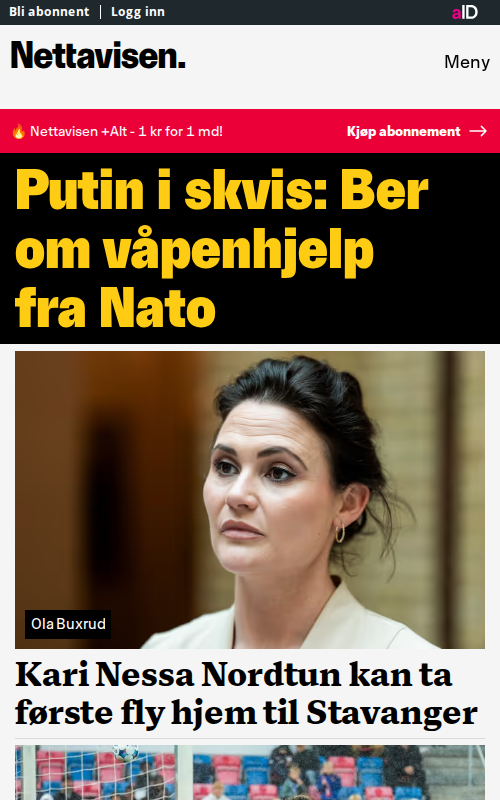 Bli abonnent | Logg inn
aID
Nettavisen.
Meny
🔥 Nettavisen +Alt - 1 kr for 1 md!
Kjøp abonnement →
Putin i skvis: Ber
om våpenhjelp
fra Nato
Ola Buxrud
Kari Nessa Nordtun kan ta
første fly hjem til Stavanger